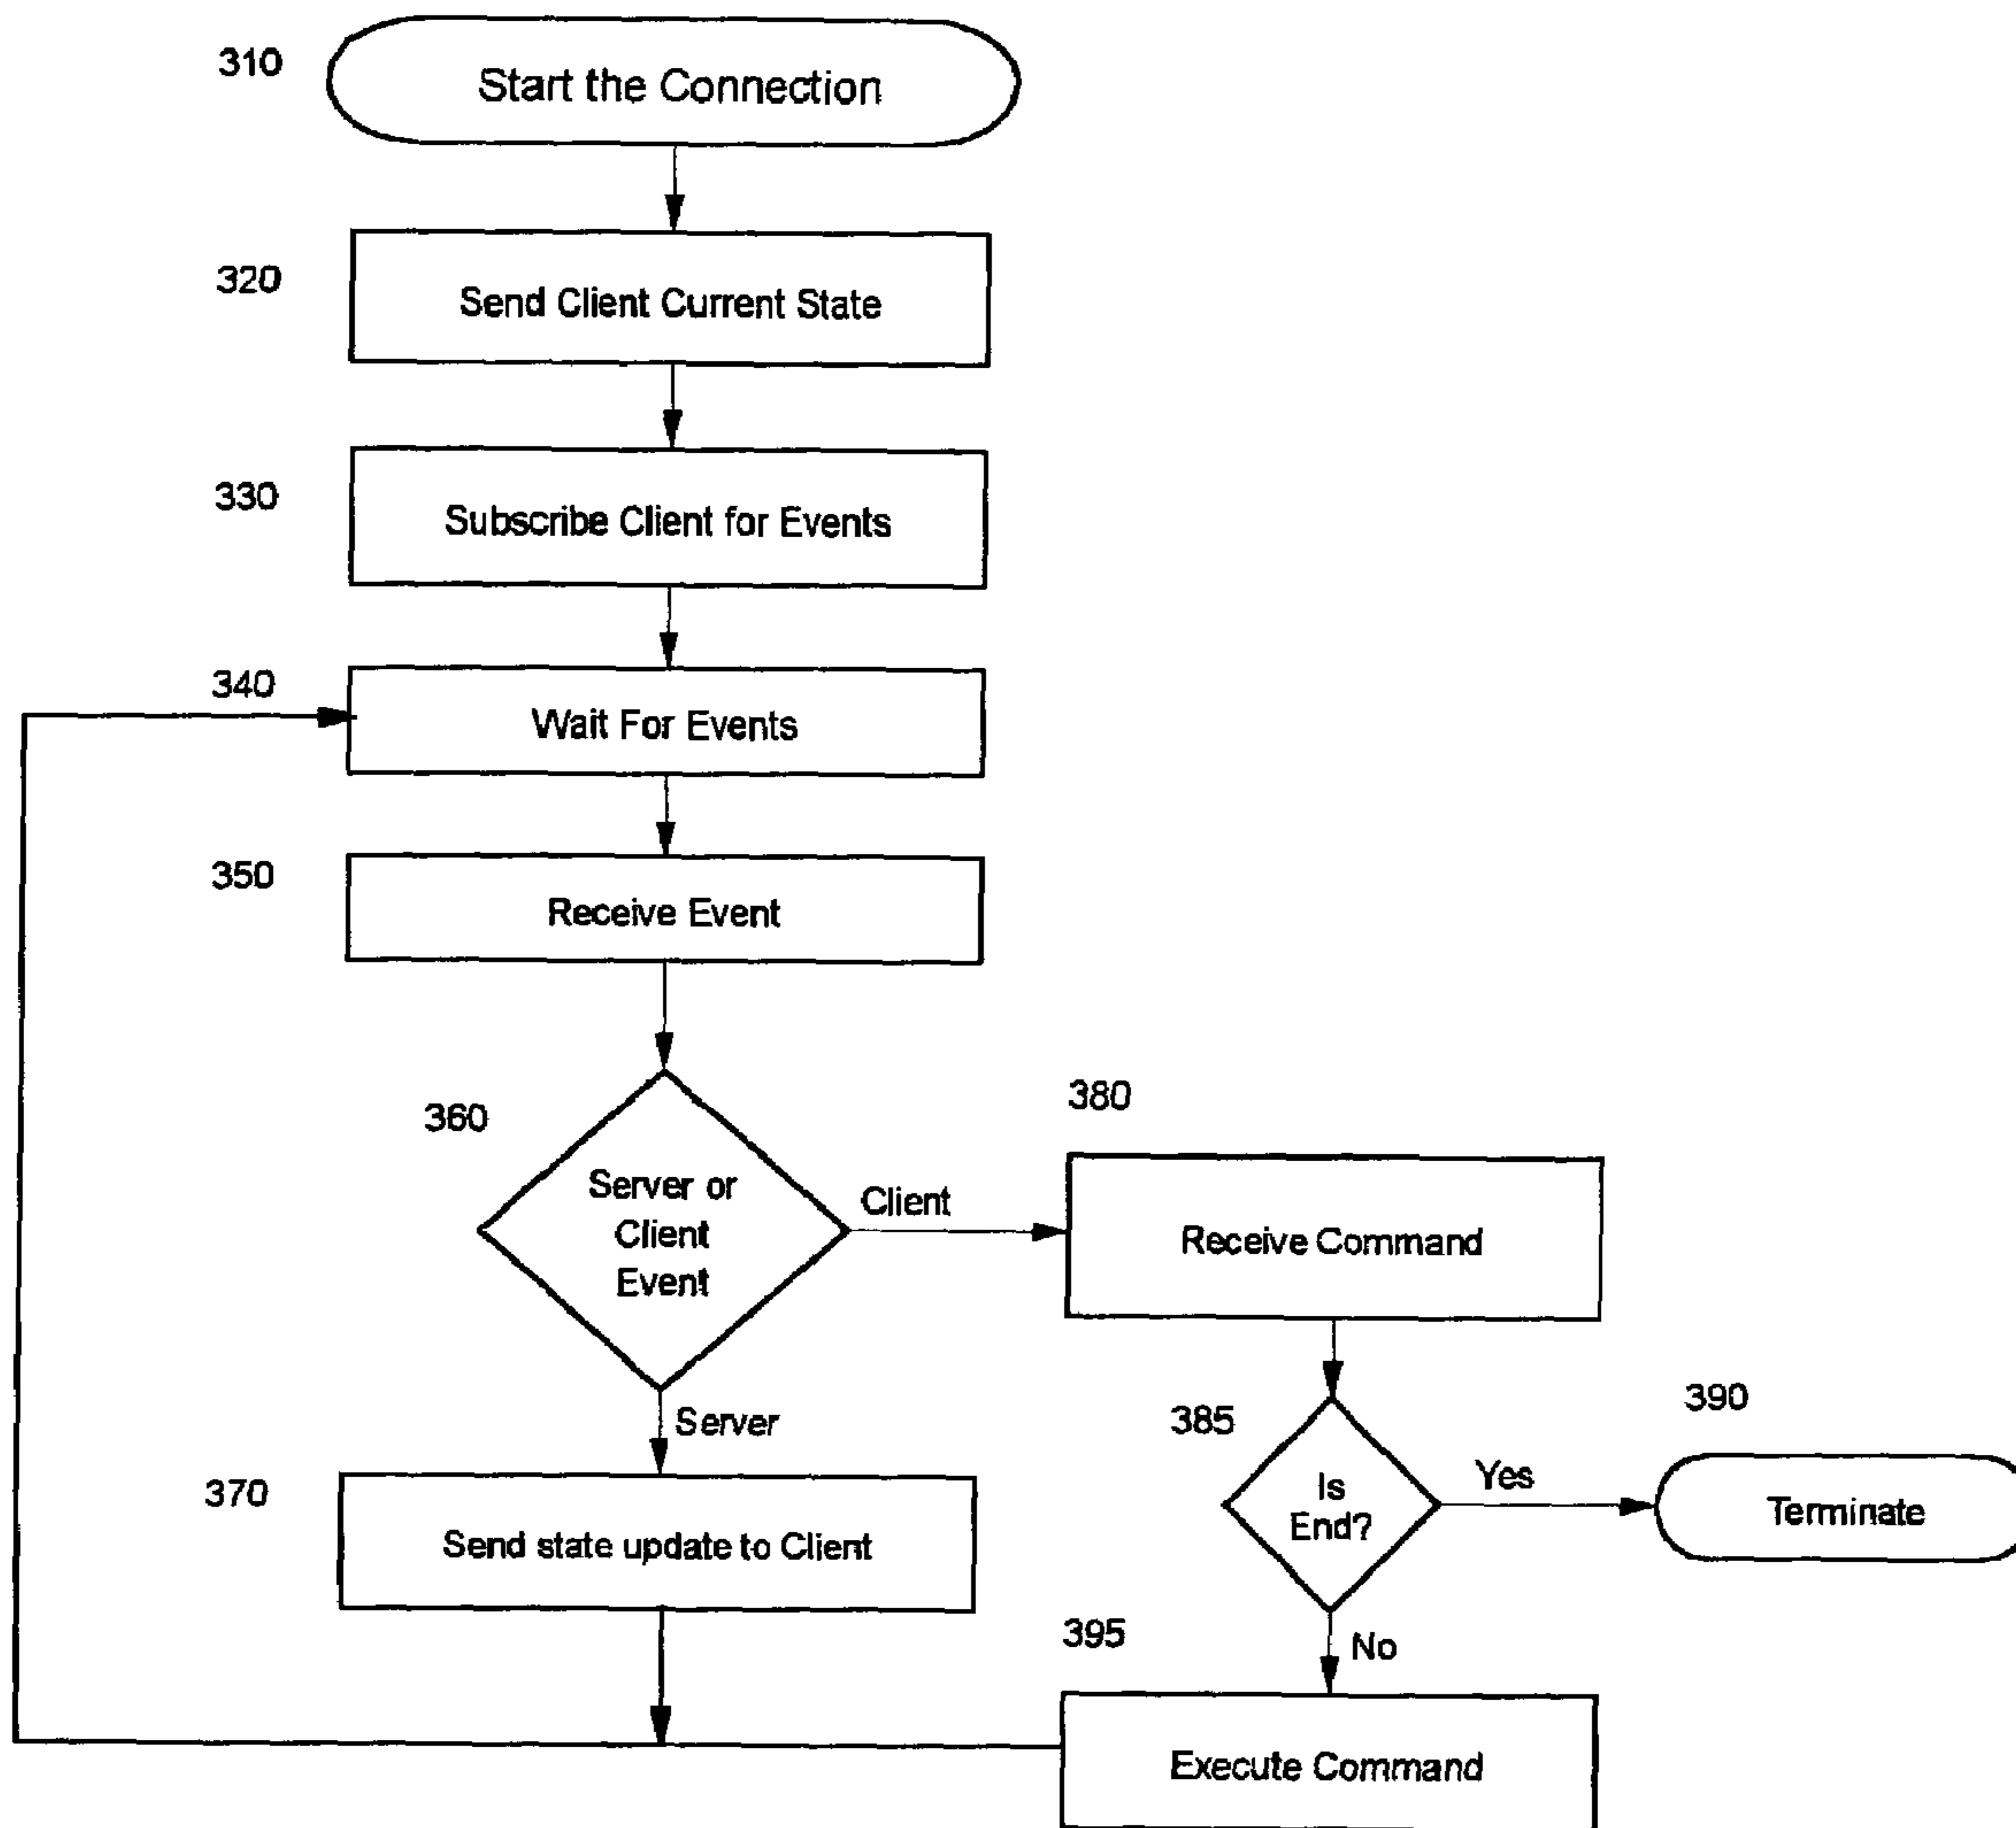 310
Start the Connection
320
Send Client Current State
330
Subscribe Client for Events
340
Wait For Events
350
Receive Event
360
Server or
Client
Event
Client
380
Receive Command
Server
385
Is
End?
Yes
390
Terminate
370
Send state update to Client
No
395
Execute Command